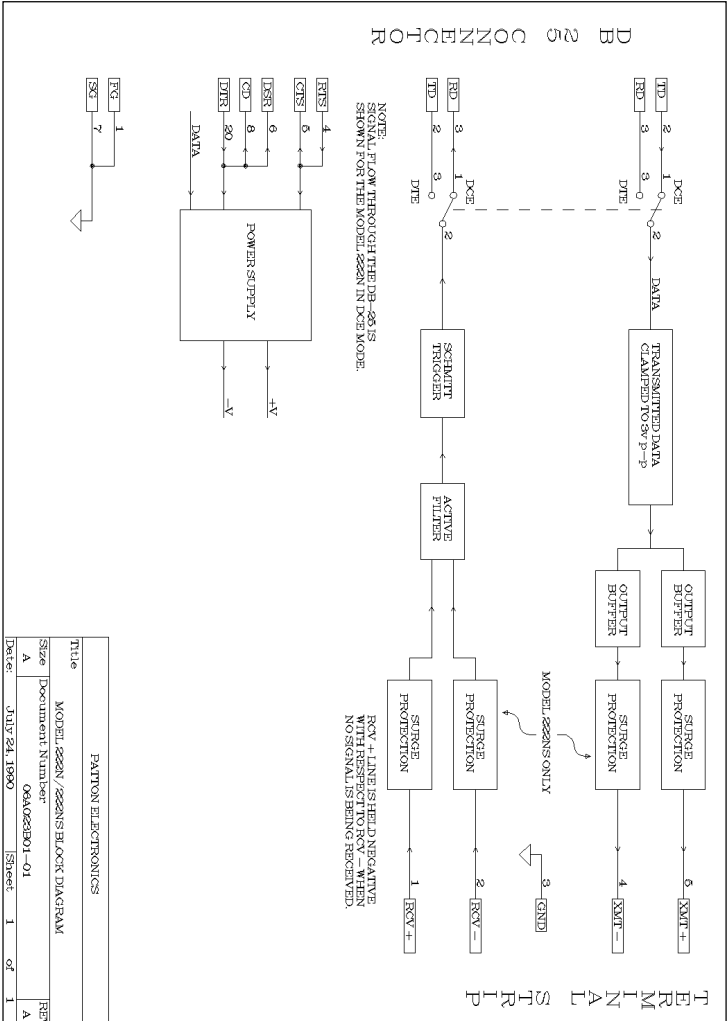 DB 25 CONNECTOR
TERMINAL STRIP
TD
2
1
DCE
RD
3
3
DTE
2
DATA
TRANSMITTED DATA
CLAMPED TO 3v p-p
OUTPUT
BUFFER
SURGE
PROTECTION
5
XMT +
OUTPUT
BUFFER
SURGE
PROTECTION
4
XMT -
MODEL 222NS ONLY
3
GND
RD
3
1
DCE
TD
2
3
DTE
2
SCHMITT
TRIGGER
ACTIVE
FILTER
SURGE
PROTECTION
2
RCV -
SURGE
PROTECTION
1
RCV +
NOTE:
SIGNAL FLOW THROUGH THE DB-25 IS
SHOWN FOR THE MODEL 222N IN DCE MODE.
RCV + LINE IS HELD NEGATIVE
WITH RESPECT TO RCV - WHEN
NO SIGNAL IS BEING RECEIVED.
RTS
4
CTS
5
DSR
6
CD
8
DTR
20
DATA
POWER SUPPLY
+V
-V
FG
1
SG
7
PATTON ELECTRONICS
Title
MODEL 222N/222NS BLOCK DIAGRAM
Size
Document Number
REV
A
06A023B01-01
A
Date:
July 24, 1990
Sheet
1
of
1